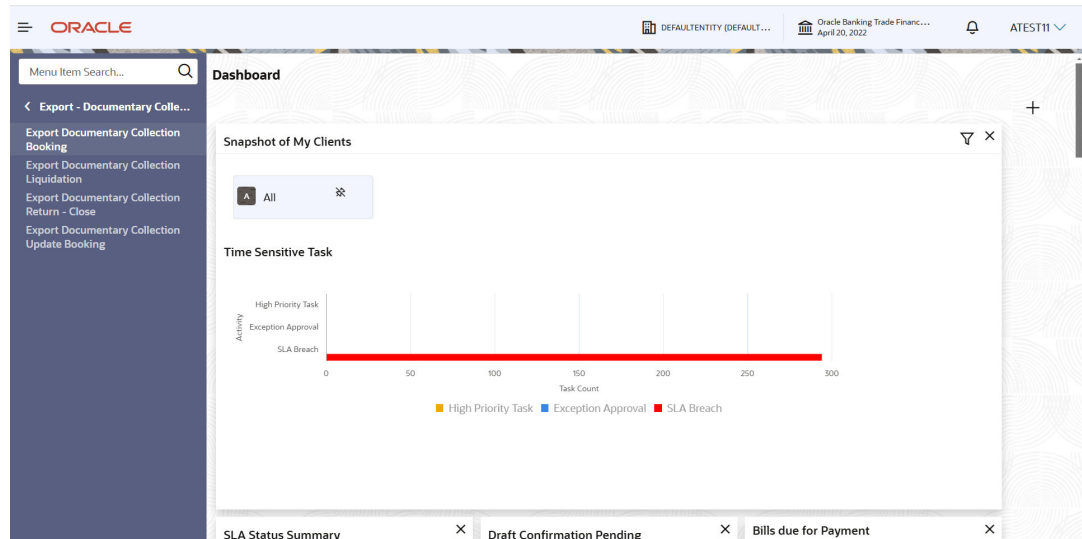 ORACLE
DEFAULTENTITY (DEFAULT...
Oracle Banking Trade Financ...
April 20, 2022
ATEST11
Menu Item Search...
Export - Documentary Colle...
Export Documentary Collection
Booking
Export Documentary Collection
Liquidation
Export Documentary Collection
Return - Close
Export Documentary Collection
Update Booking
Dashboard
Snapshot of My Clients
A All
Time Sensitive Task
High Priority Task
Exception Approval
SLA Breach
Activity
0 50 100 150 200 250 300
Task Count
High Priority Task Exception Approval SLA Breach
SLA Status Summary
Draft Confirmation Pending
Bills due for Payment